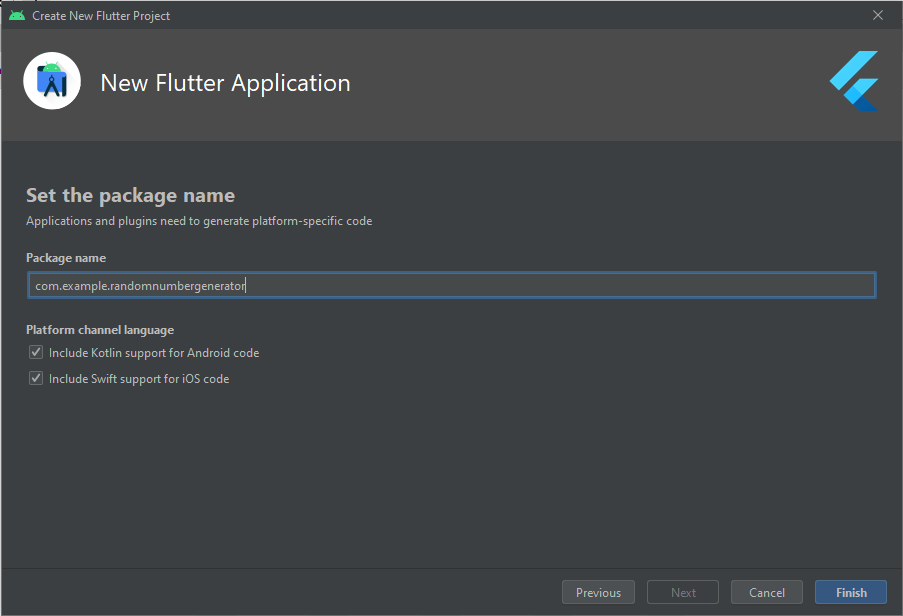 Create New Flutter Project
New Flutter Application
Set the package name
Applications and plugins need to generate platform-specific code
Package name
com.example.randomnumbergenerator
Platform channel language
Include Kotlin support for Android code
Include Swift support for iOS code
Previous
Next
Cancel
Finish